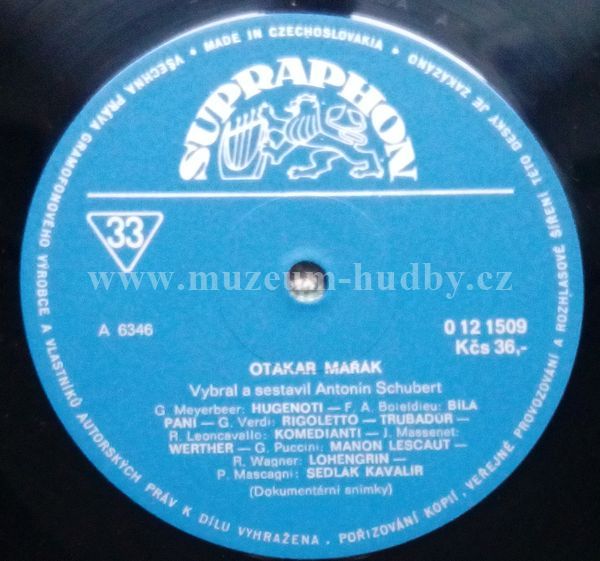 VŠECHNA PRÁVA GRAMOFONOVÉHO VÝROBCE A VLASTNÍKŮ AUTORSKÝCH PRÁV K DÍLU VYHRAŽENA. POŘIZOVÁNÍ KOPIÍ, VEŘEJNÉ PROVOZOVÁNÍ A ROZHLASOVÉ ŠÍŘENÍ TÉTO DESKY JE ZAKÁZÁNO
• MADE IN CZECHOSLOVAKIA •
SUPRAPHON
33
www.muzeum-hudby.cz
A 6346
0 12 1509
Kčs 36,-
OTAKAR MAŘÁK
Vybral a sestavil Antonín Schubert
G. Meyerbeer: HUGENOTI — F. A. Boieldieu: BÍLÁ
PANÍ — G. Verdi: RIGOLETTO — TRUBADÚR —
R. Leoncavallo: KOMEDIANTI — J. Massenet:
WERTHER — G. Puccini: MANON LESCAUT —
R. Wagner: LOHENGRIN —
P. Mascagni: SEDLÁK KAVALÍR
(Dokumentární snímky)